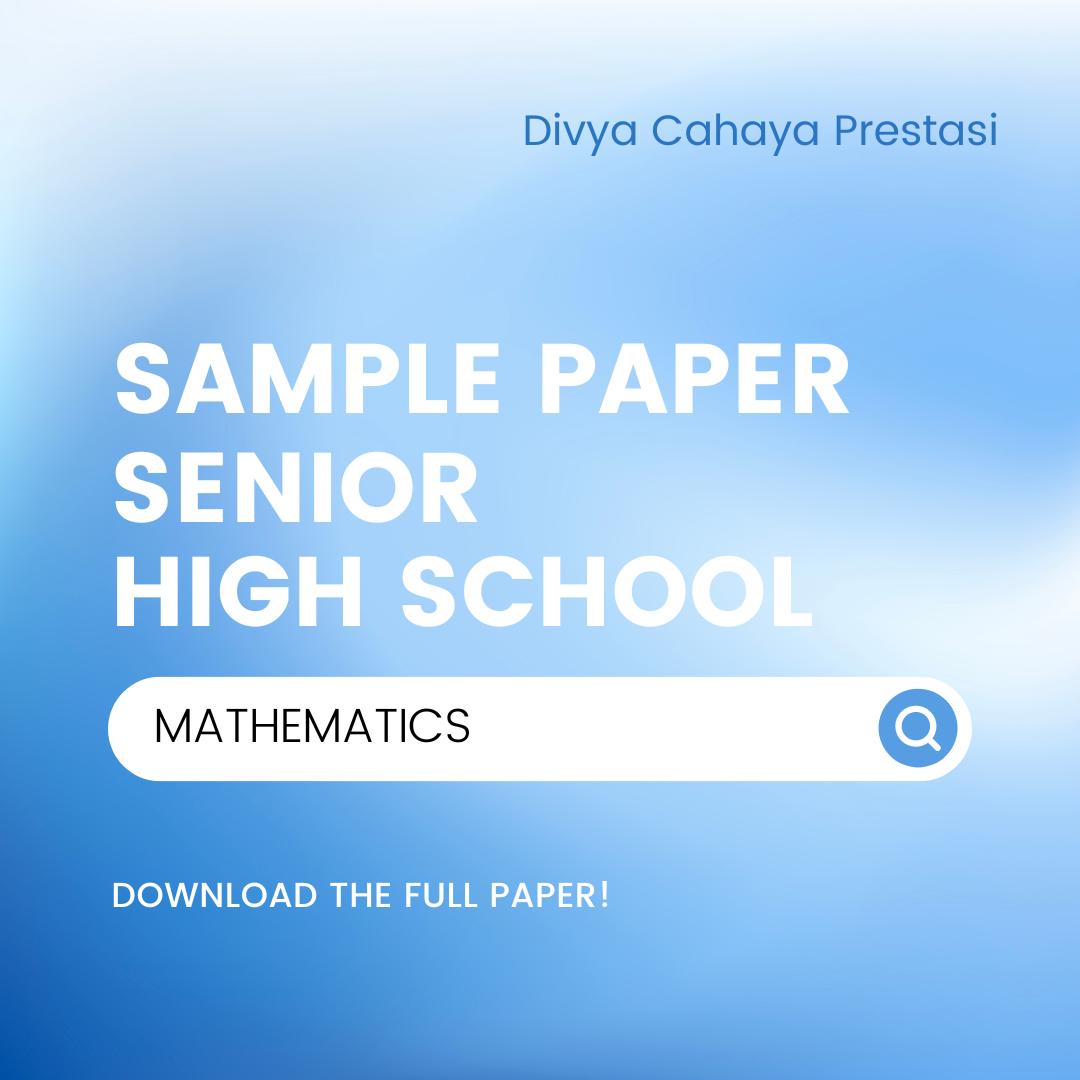 Divya Cahaya Prestasi
SAMPLE PAPER
SENIOR
HIGH SCHOOL
MATHEMATICS
DOWNLOAD THE FULL PAPER!